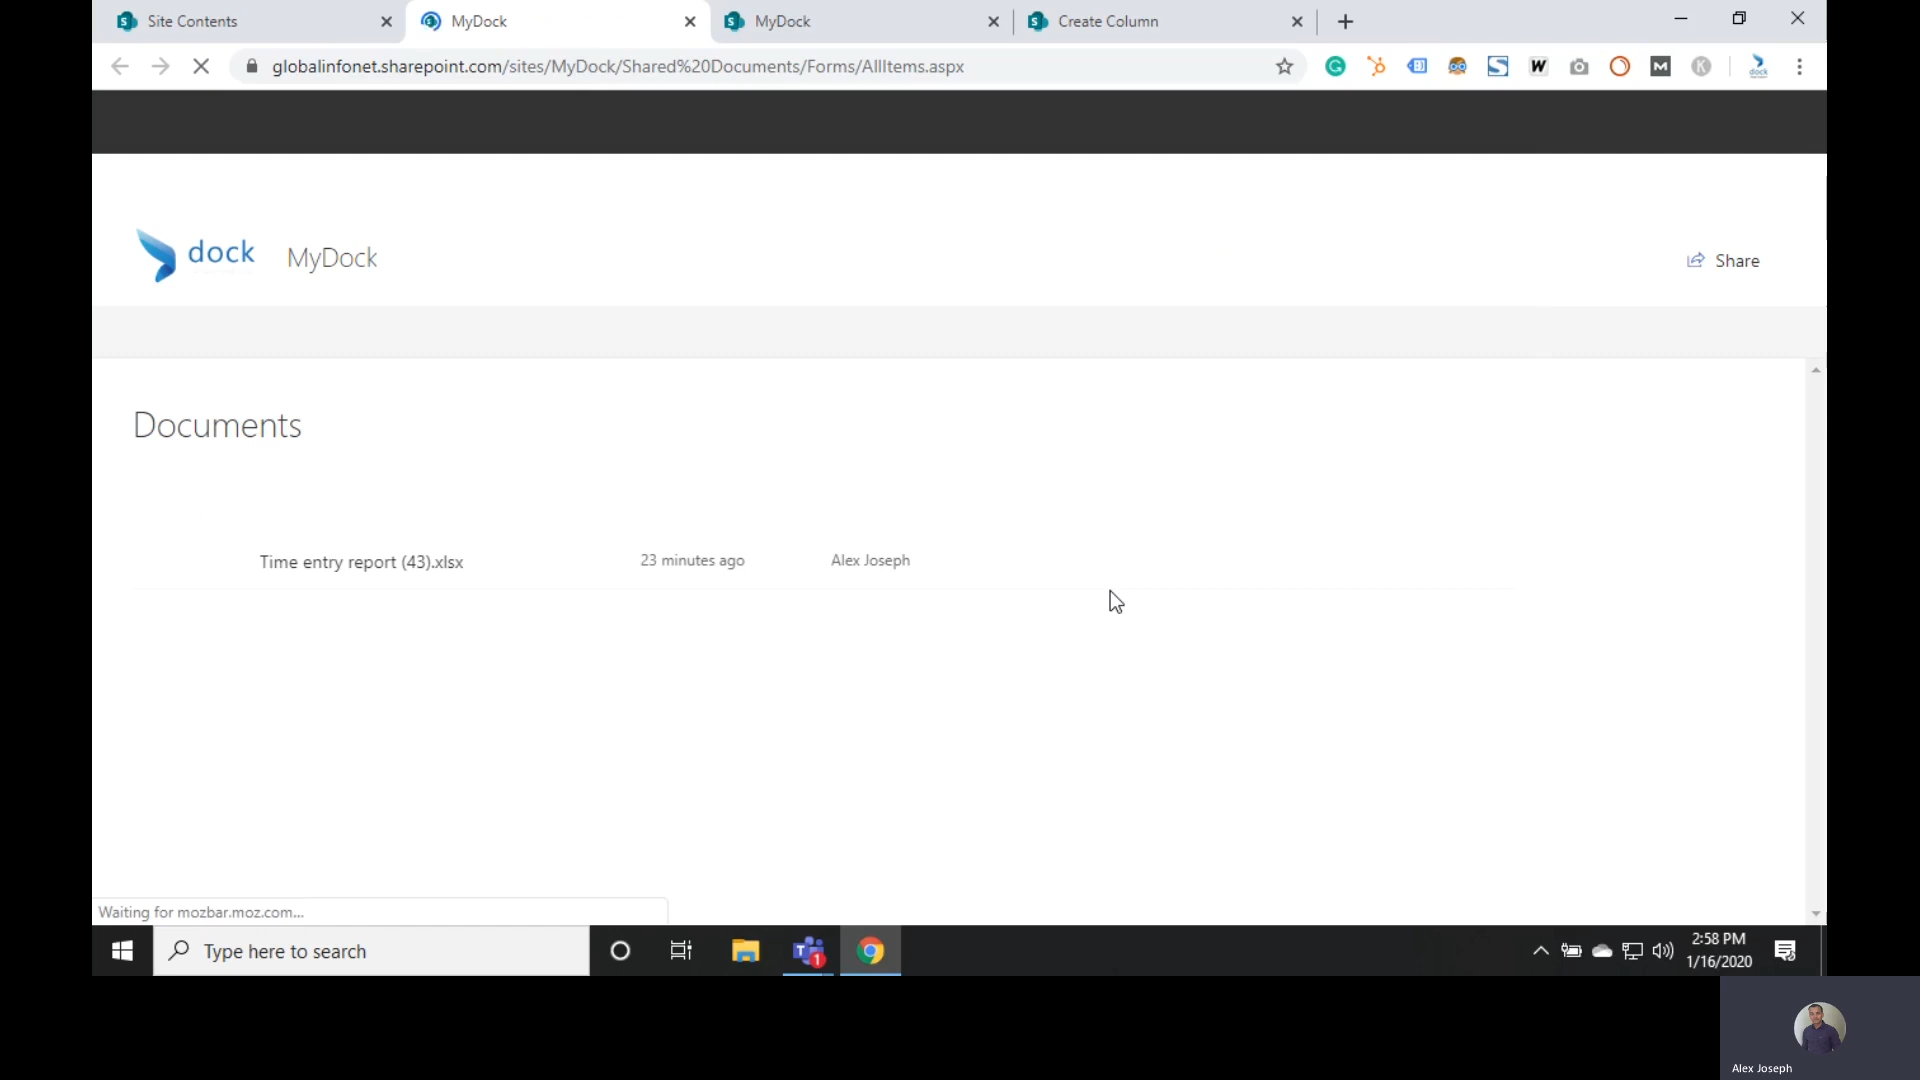 Site Contents
MyDock
MyDock
Create Column
globalinfonet.sharepoint.com/sites/MyDock/Shared%20Documents/Forms/AllItems.aspx
dock
dock
MyDock
Share
Documents
Time entry report (43).xlsx
23 minutes ago
Alex Joseph
Waiting for mozbar.moz.com...
Type here to search
1
2:58 PM
1/16/2020
Alex Joseph